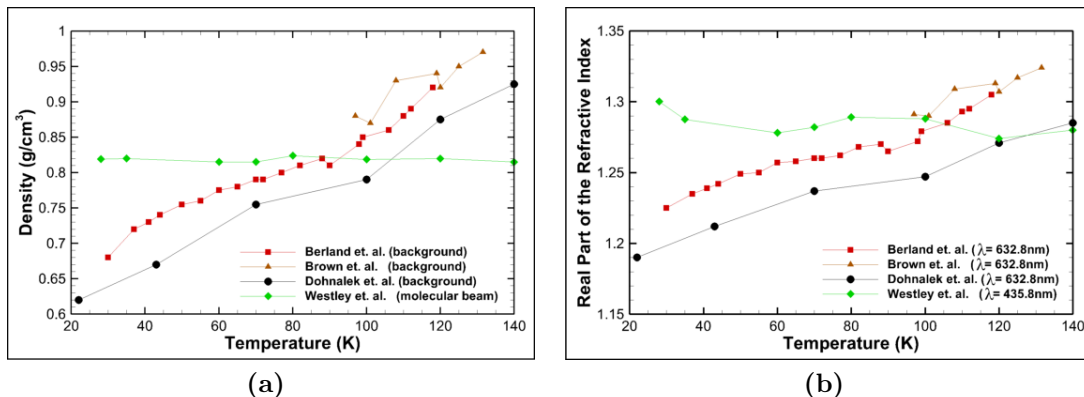 Density (g/cm³)
1
0.95
0.9
0.85
0.8
0.75
0.7
0.65
0.6
Berland et. al. (background)
Brown et. al. (background)
Dohnalek et. al. (background)
Westley et. al. (molecular beam)
20 40 60 80 100 120 140
Temperature (K)
(a)
Real Part of the Refractive Index
1.35
1.3
1.25
1.2
1.15
Berland et. al. (λ= 632.8nm)
Brown et. al. (λ= 632.8nm)
Dohnalek et. al. (λ= 632.8nm)
Westley et. al. (λ= 435.8nm)
20 40 60 80 100 120 140
Temperature (K)
(b)